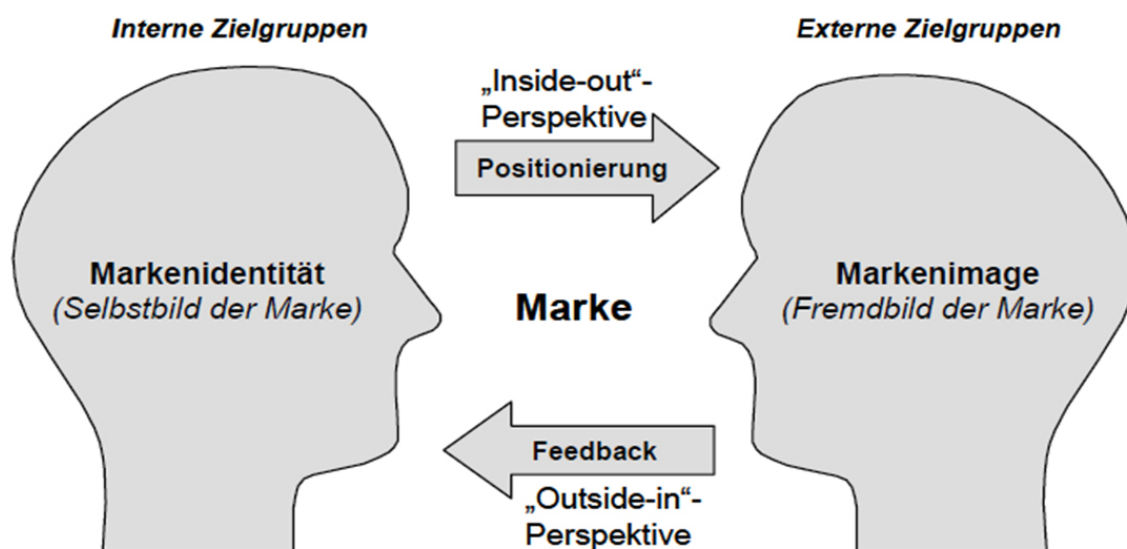 Interne Zielgruppen
Externe Zielgruppen
„Inside-out“-
Perspektive
Positionierung
Markenidentität
(Selbstbild der Marke)
Marke
Markenimage
(Fremdbild der Marke)
Feedback
„Outside-in“-
Perspektive